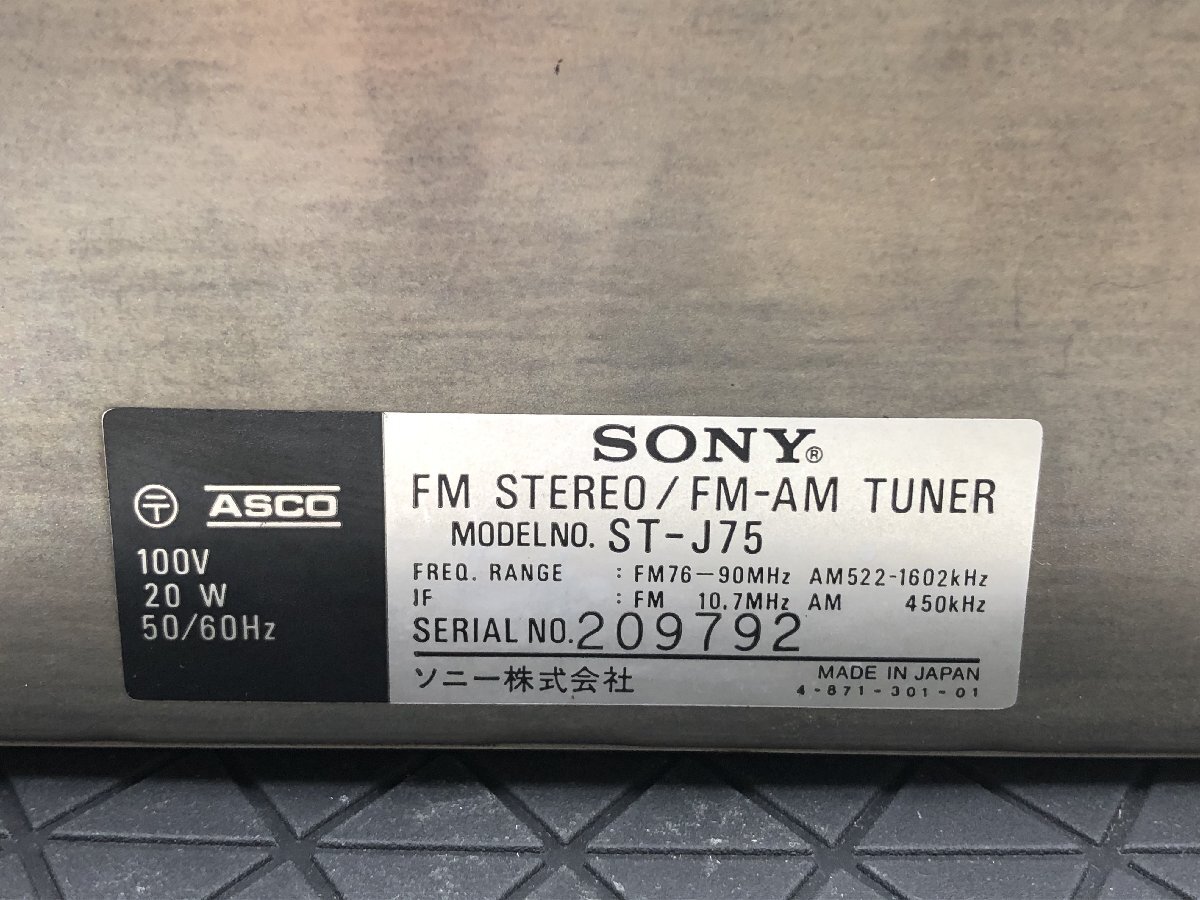 〒 ASCO
100V
20 W
50/60Hz
SONY®
FM STEREO/FM-AM TUNER
MODEL NO. ST-J75
FREQ. RANGE : FM76-90MHz AM522-1602kHz
IF : FM 10.7MHz AM 450kHz
SERIAL NO. 209792
ソニー株式会社 MADE IN JAPAN
4-871-301-01